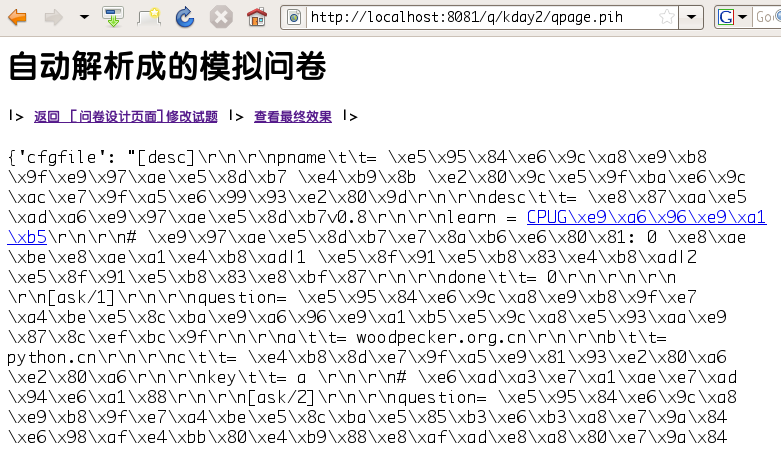 http://localhost:8081/q/kday2/qpage.pih
G
Goo
自动解析成的模拟问卷
|> 返回 [问卷设计页面]修改试题 |> 查看最终效果 |>
{'cfgfile': "[desc]\r\n\r\npname\t\t= \xe5\x95\x84\xe6\x9c\xa8\xe9\xb8
\x9f\xe9\x97\xae\xe5\x8d\xb7 \xe4\xb9\x8b \xe2\x80\x9c\xe5\x9f\xba\xe6\x9c
\xac\xe7\x9f\xa5\xe6\x99\x93\xe2\x80\x9d\r\n\r\ndesc\t\t= \xe8\x87\xaa\xe5
\xad\xa6\xe9\x97\xae\xe5\x8d\xb7v0.8\r\n\r\nlearn = CPUG\xe9\xa6\x96\xe9\xa1
\xb5\r\n\r\n# \xe9\x97\xae\xe5\x8d\xb7\xe7\x8a\xb6\xe6\x80\x81: 0 \xe8\xae
\xbe\xe8\xae\xa1\xe4\xb8\xad|1 \xe5\x8f\x91\xe5\xb8\x83\xe4\xb8\xad|2
\xe5\x8f\x91\xe5\xb8\x83\xe8\xbf\x87\r\n\r\ndone\t\t= 0\r\n\r\n\r\n
\r\n[ask/1]\r\n\r\nquestion= \xe5\x95\x84\xe6\x9c\xa8\xe9\xb8\x9f\xe7
\xa4\xbe\xe5\x8c\xba\xe9\xa6\x96\xe9\xa1\xb5\xe5\x9c\xa8\xe5\x93\xaa\xe9
\x87\x8c\xef\xbc\x9f\r\n\r\na\t\t= woodpecker.org.cn\r\n\r\nb\t\t=
python.cn\r\n\r\nc\t\t= \xe4\xb8\x8d\xe7\x9f\xa5\xe9\x81\x93\xe2\x80\xa6
\xe2\x80\xa6\r\n\r\nkey\t\t= a \r\n\r\n# \xe6\xad\xa3\xe7\xa1\xae\xe7\xad
\x94\xe6\xa1\x88\r\n\r\n[ask/2]\r\n\r\nquestion= \xe5\x95\x84\xe6\x9c\xa8
\xe9\xb8\x9f\xe7\xa4\xbe\xe5\x8c\xba\xe5\x85\xb3\xe6\xb3\xa8\xe7\x9a\x84
\xe6\x98\xaf\xe4\xbb\x80\xe4\xb9\x88\xe8\xaf\xad\xe8\xa8\x80\xe7\x9a\x84